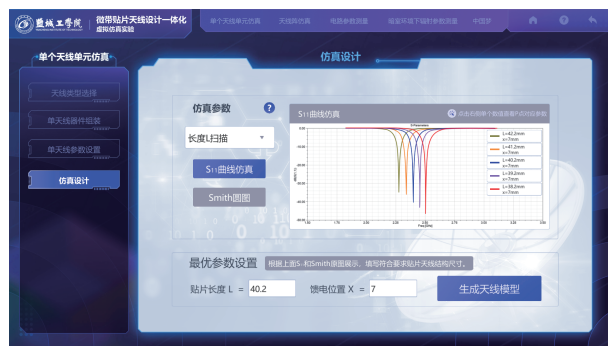 盐城工学院
微带贴片天线设计一体化
虚拟仿真实验
单个天线单元仿真
天线阵仿真
电路参数测量
暗室环境下辐射参数测量
中国梦
单个天线单元仿真
天线类型选择
单天线器件组装
单天线参数设置
仿真设计
仿真设计
仿真参数
?
长度L扫描
S11曲线仿真
Smith圆图
S11曲线仿真
点击右图单个数值查看P点对应参数
S-Parameters
L=42.2mm
x=7mm
L=41.2mm
x=7mm
L=40.2mm
x=7mm
L=39.2mm
x=7mm
L=38.2mm
x=7mm
Freq [GHz]
最优参数设置
根据上面S11和Smith原图展示，填写符合要求贴片天线结构尺寸。
贴片长度 L = 40.2
馈电位置 X = 7
生成天线模型